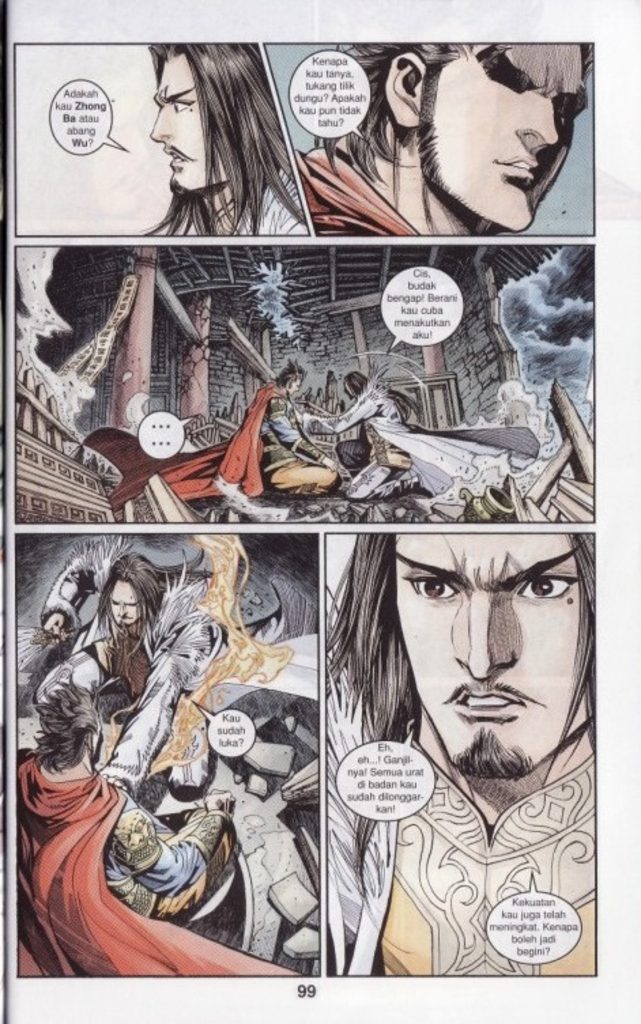 Adakah
kau Zhong
Ba atau
abang
Wu?
Kenapa
kau tanya,
tukang tilik
dungu? Apakah
kau pun tidak
tahu?
Cis,
budak
bengap! Berani
kau cuba
menakutkan
aku!
...
...
Kau
sudah
luka?
Eh,
eh...! Ganjil-
nya! Semua urat
di badan kau
sudah dilonggar-
kan!
Kekuatan
kau juga telah
meningkat. Kenapa
boleh jadi
begini?
99